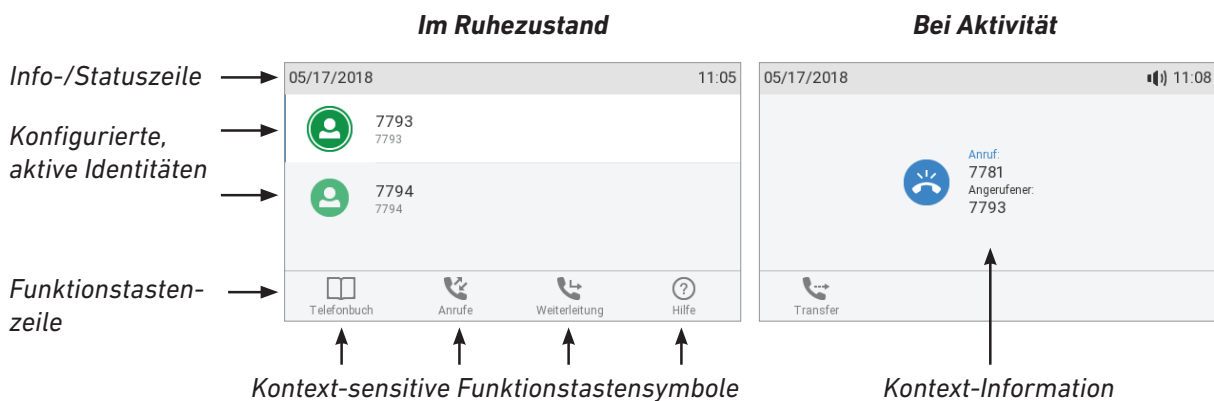 Im Ruhezustand
Bei Aktivität
Info-/Statuszeile
05/17/2018 11:05
05/17/2018 11:08
Konfigurierte,
aktive Identitäten
7793
7793
7794
7794
Anruf:
7781
Angerufener:
7793
Funktionstasten-
zeile
Telefonbuch Anrufe Weiterleitung Hilfe
Transfer
Kontext-sensitive Funktionstastensymbole
Kontext-Information